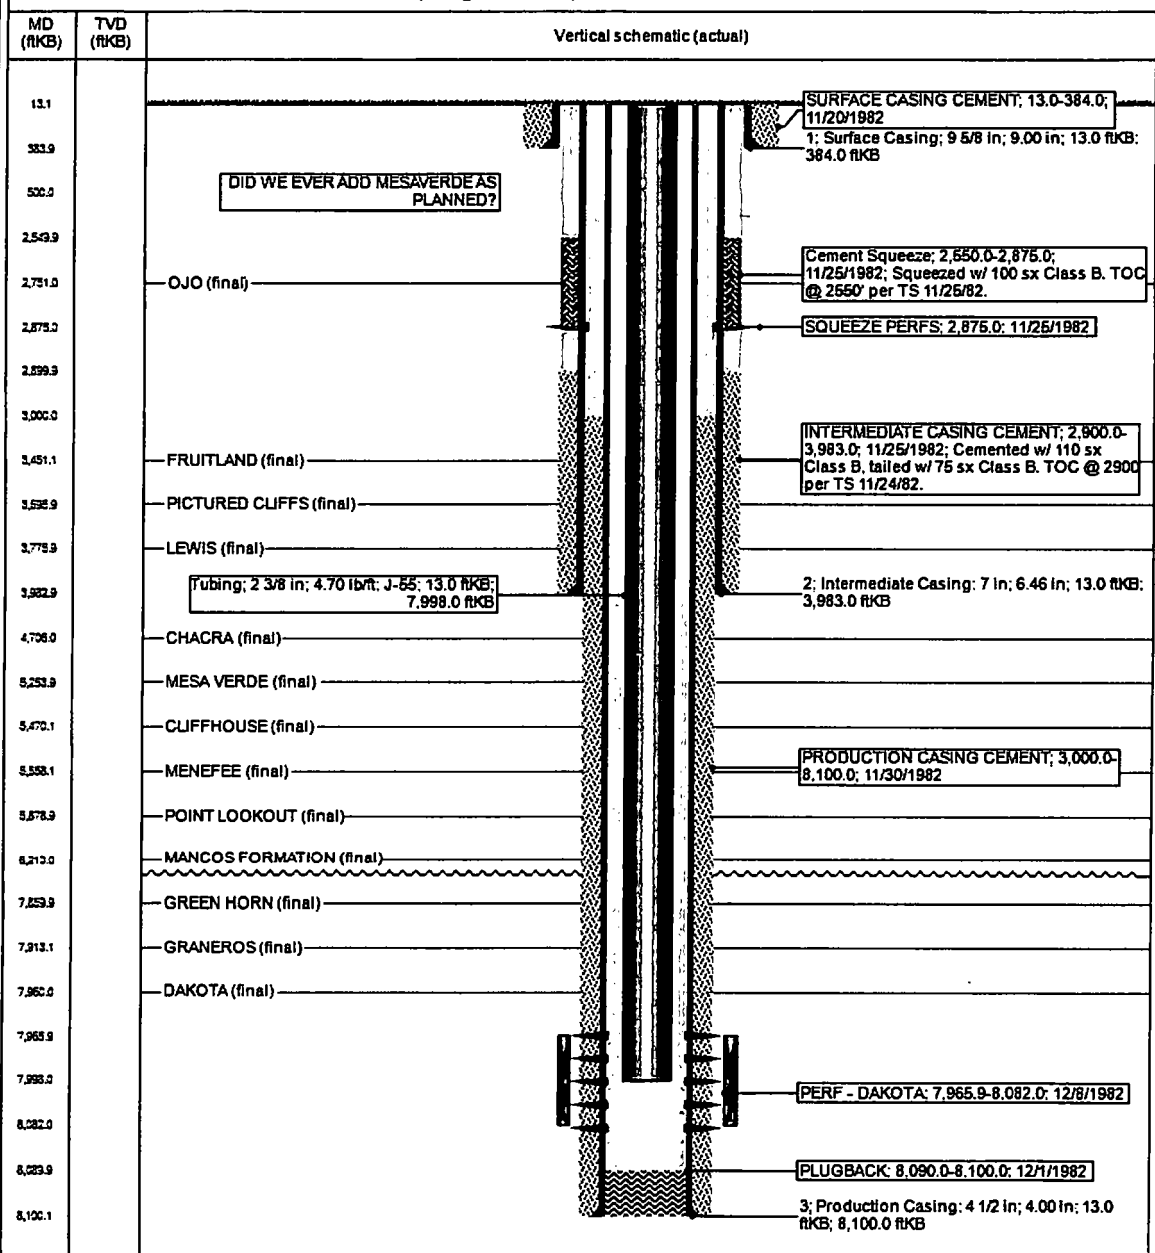 MD
(ftKB)
TVD
(ftKB)
Vertical schematic (actual)
13.1
SURFACE CASING CEMENT; 13.0-384.0;
11/20/1982
1; Surface Casing; 9 5/8 in; 9.00 in; 13.0 ftKB;
384.0 ftKB
383.9
DID WE EVER ADD MESAVERDE AS
PLANNED?
500.0
2,549.9
Cement Squeeze; 2,550.0-2,875.0;
11/25/1982; Squeezed w/ 100 sx Class B. TOC
@ 2550' per TS 11/25/82.
2,751.0
OJO (final)
2,875.0
SQUEEZE PERFS; 2,875.0; 11/25/1982
2,899.9
3,000.0
INTERMEDIATE CASING CEMENT; 2,900.0-
3,983.0; 11/25/1982; Cemented w/ 110 sx
Class B, tailed w/ 75 sx Class B. TOC @ 2900
per TS 11/24/82.
3,451.1
FRUITLAND (final)
PICTURED CLIFFS (final)
3,775.9
LEWIS (final)
Tubing; 2 3/8 in; 4.70 lb/ft; J-55; 13.0 ftKB;
7,998.0 ftKB
3,982.9
2; Intermediate Casing; 7 in; 6.46 in; 13.0 ftKB;
3,983.0 ftKB
CHACRA (final)
5,253.9
MESA VERDE (final)
5,470.1
CLIFFHOUSE (final)
5,558.1
MENEFEE (final)
PRODUCTION CASING CEMENT; 3,000.0-
8,100.0; 11/30/1982
5,878.9
POINT LOOKOUT (final)
6,213.0
MANCOS FORMATION (final)
7,859.9
GREEN HORN (final)
7,913.1
GRANEROS (final)
7,960.0
DAKOTA (final)
7,965.9
7,998.0
PERF - DAKOTA; 7,965.9-8,082.0; 12/8/1982
8,082.0
8,089.9
PLUGBACK; 8,090.0-8,100.0; 12/1/1982
8,100.1
3; Production Casing; 4 1/2 in; 4.00 in; 13.0
ftKB; 8,100.0 ftKB